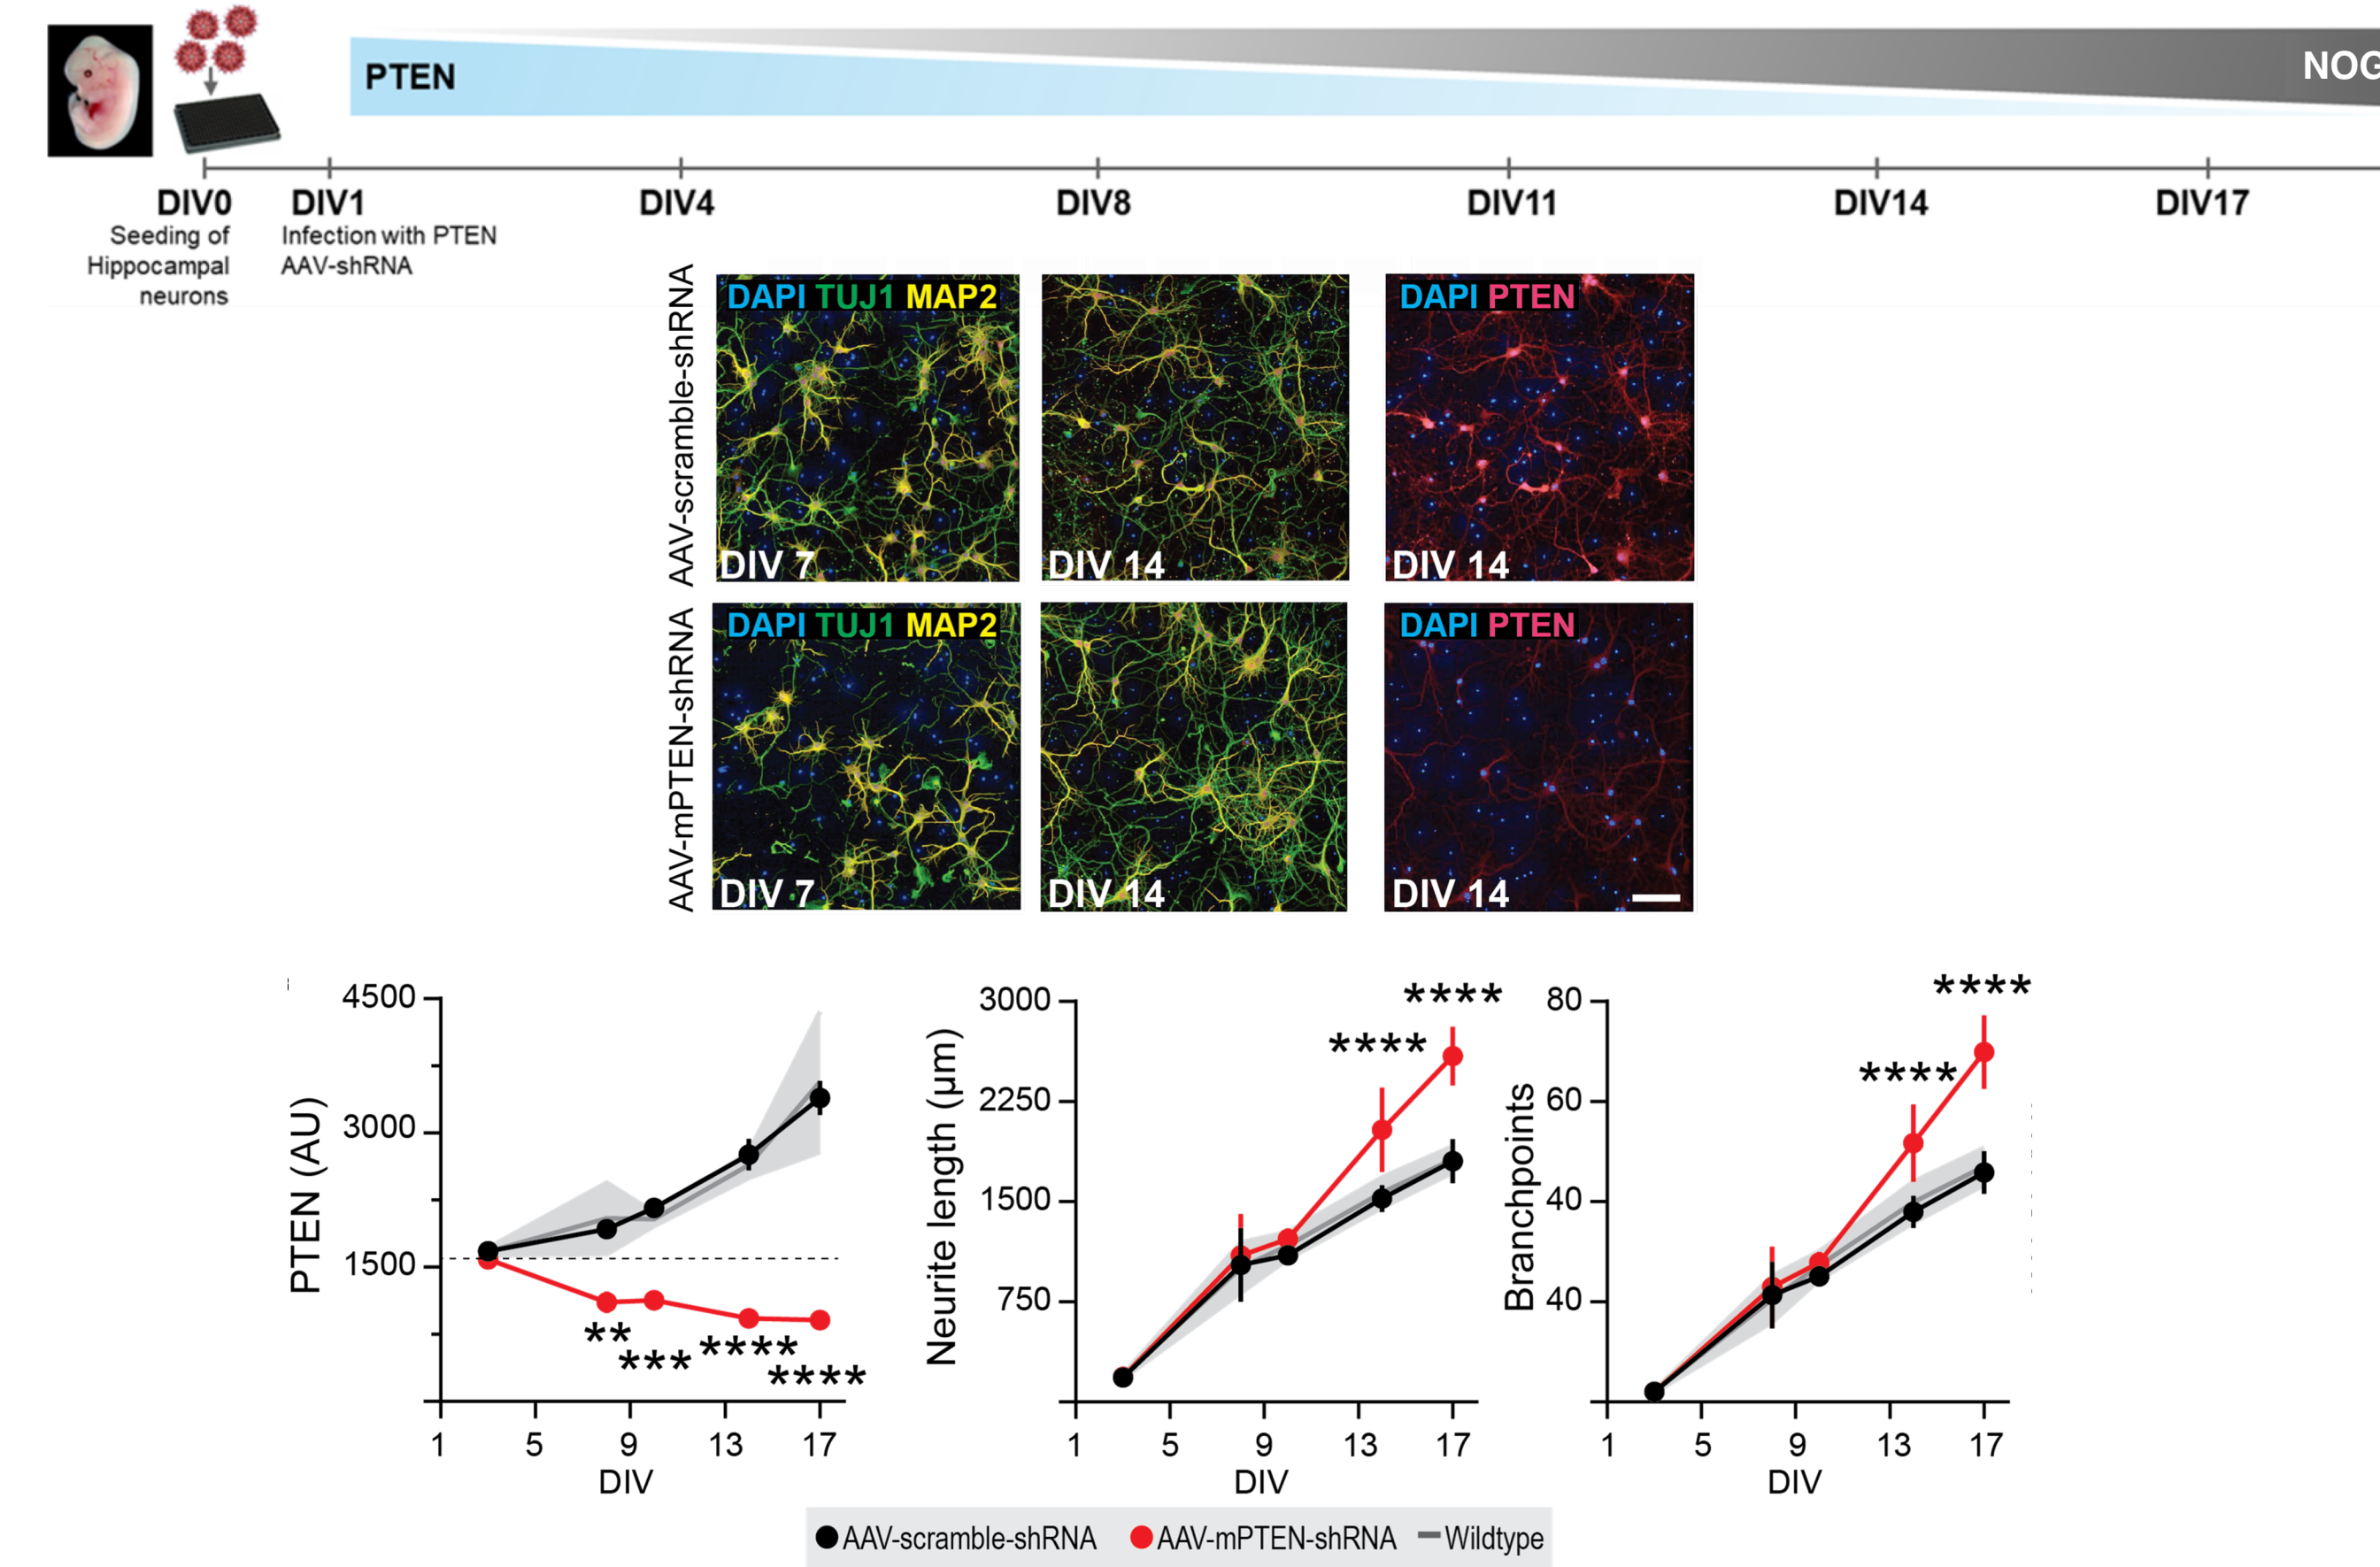 PTEN
NOG
DIV0
DIV1
DIV4
DIV8
DIV11
DIV14
DIV17
Seeding of
Hippocampal
neurons
Infection with PTEN
AAV-shRNA
AAV-scramble-shRNA
DAPI TUJ1 MAP2
DIV 7
DIV 14
DAPI PTEN
DIV 14
AAV-mPTEN-shRNA
DAPI TUJ1 MAP2
DIV 7
DIV 14
DAPI PTEN
DIV 14
PTEN (AU)
4500
3000
1500
**
***
****
****
1 5 9 13 17
DIV
Neurite length (µm)
3000
2250
1500
750
****
****
1 5 9 13 17
DIV
Branchpoints
80
60
40
40
****
****
1 5 9 13 17
DIV
AAV-scramble-shRNA AAV-mPTEN-shRNA Wildtype